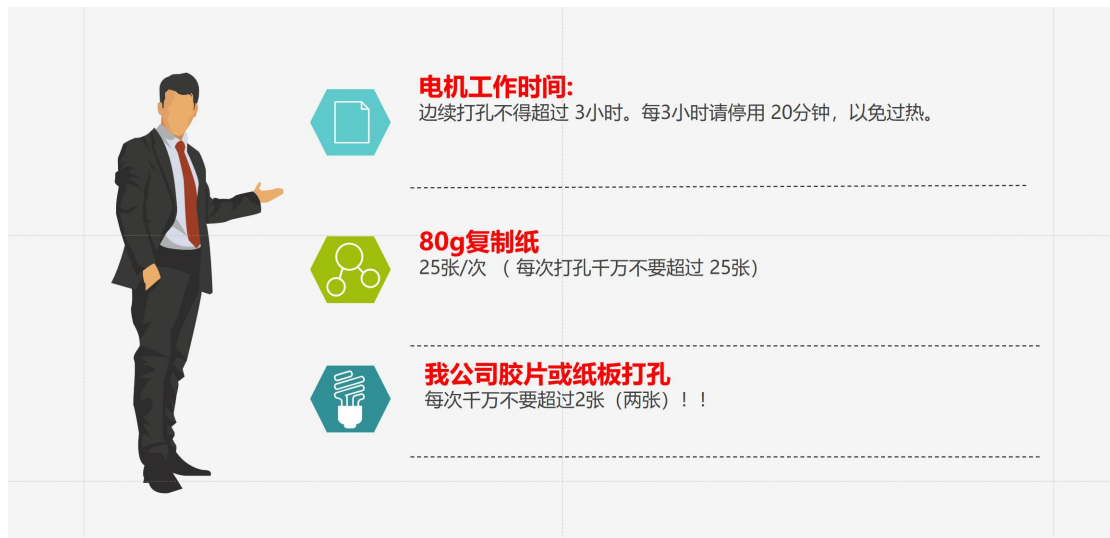 电机工作时间:
边续打孔不得超过 3小时。每3小时请停用 20分钟，以免过热。
80g复制纸
25张/次 （ 每次打孔千万不要超过 25张）
我公司胶片或纸板打孔
每次千万不要超过2张（两张）！！